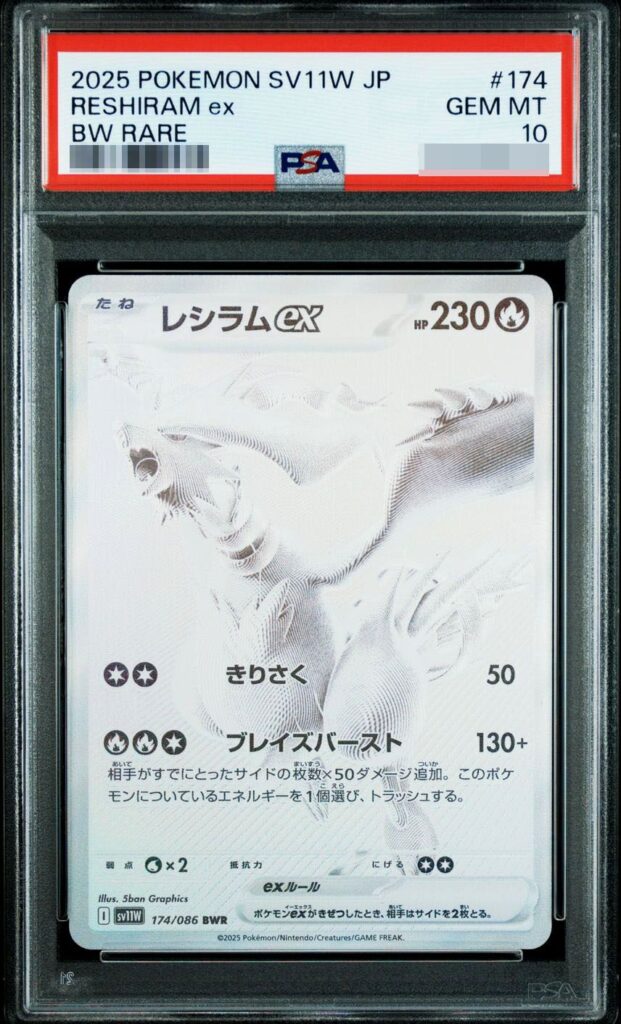 2025 POKEMON SV11W JP #174
RESHIRAM ex GEM MT
BW RARE 10
PSA
たね レシラムex HP230
きりさく 50
ブレイズバースト 130+
相手がすでにとったサイドの枚数×50ダメージ追加。このポケ
モンについているエネルギーを1個選び、トラッシュする。
弱点 ×2 抵抗力 にげる
exルール
Illus. 5ban Graphics
ポケモンexがきぜつしたとき、相手はサイドを2枚とる。
I SV11W 174/086 BWR
©2025 Pokémon/Nintendo/Creatures/GAME FREAK.
PSA